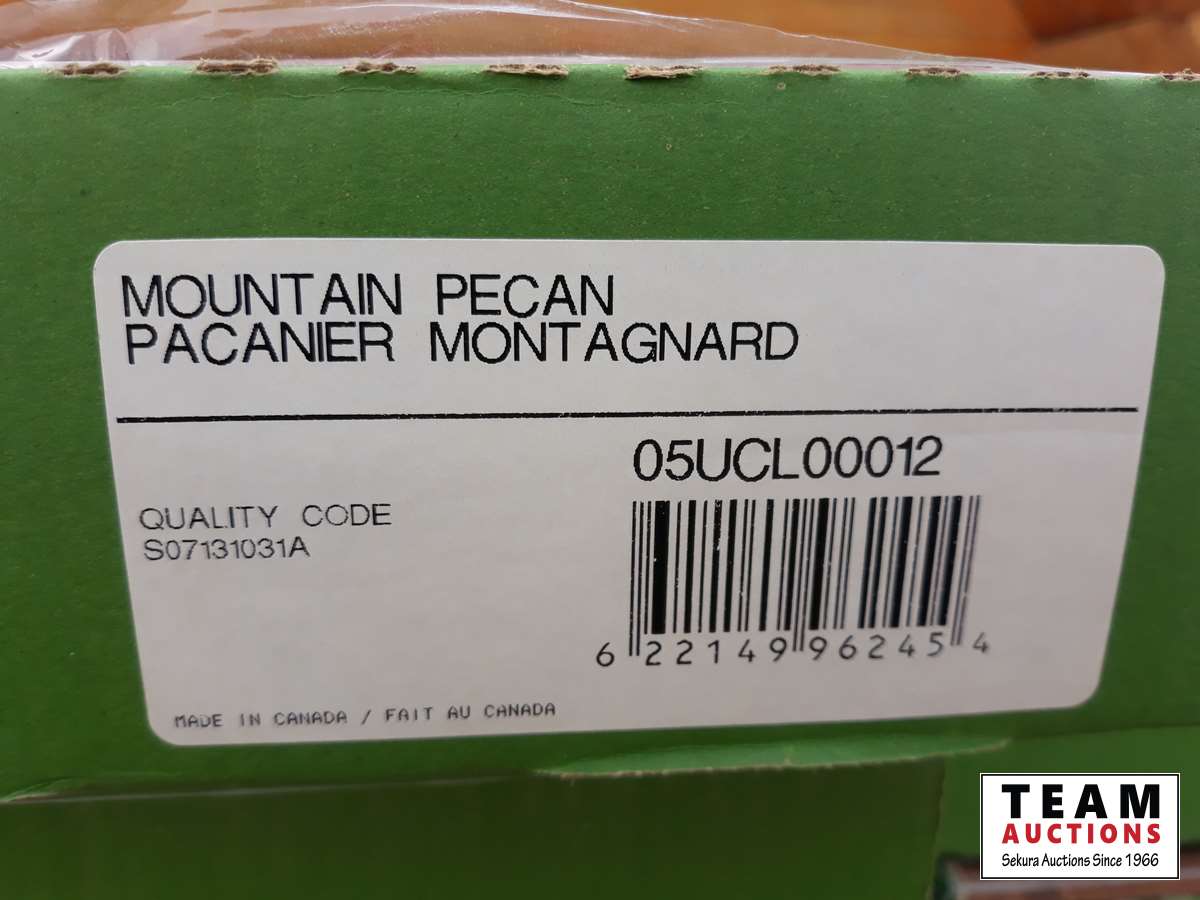 MOUNTAIN PECAN
PACANIER MONTAGNARD
05UCL00012
QUALITY CODE
S07131031A
6 22149 96245 4
MADE IN CANADA / FAIT AU CANADA
TEAM
AUCTIONS
Sekura Auctions Since 1966